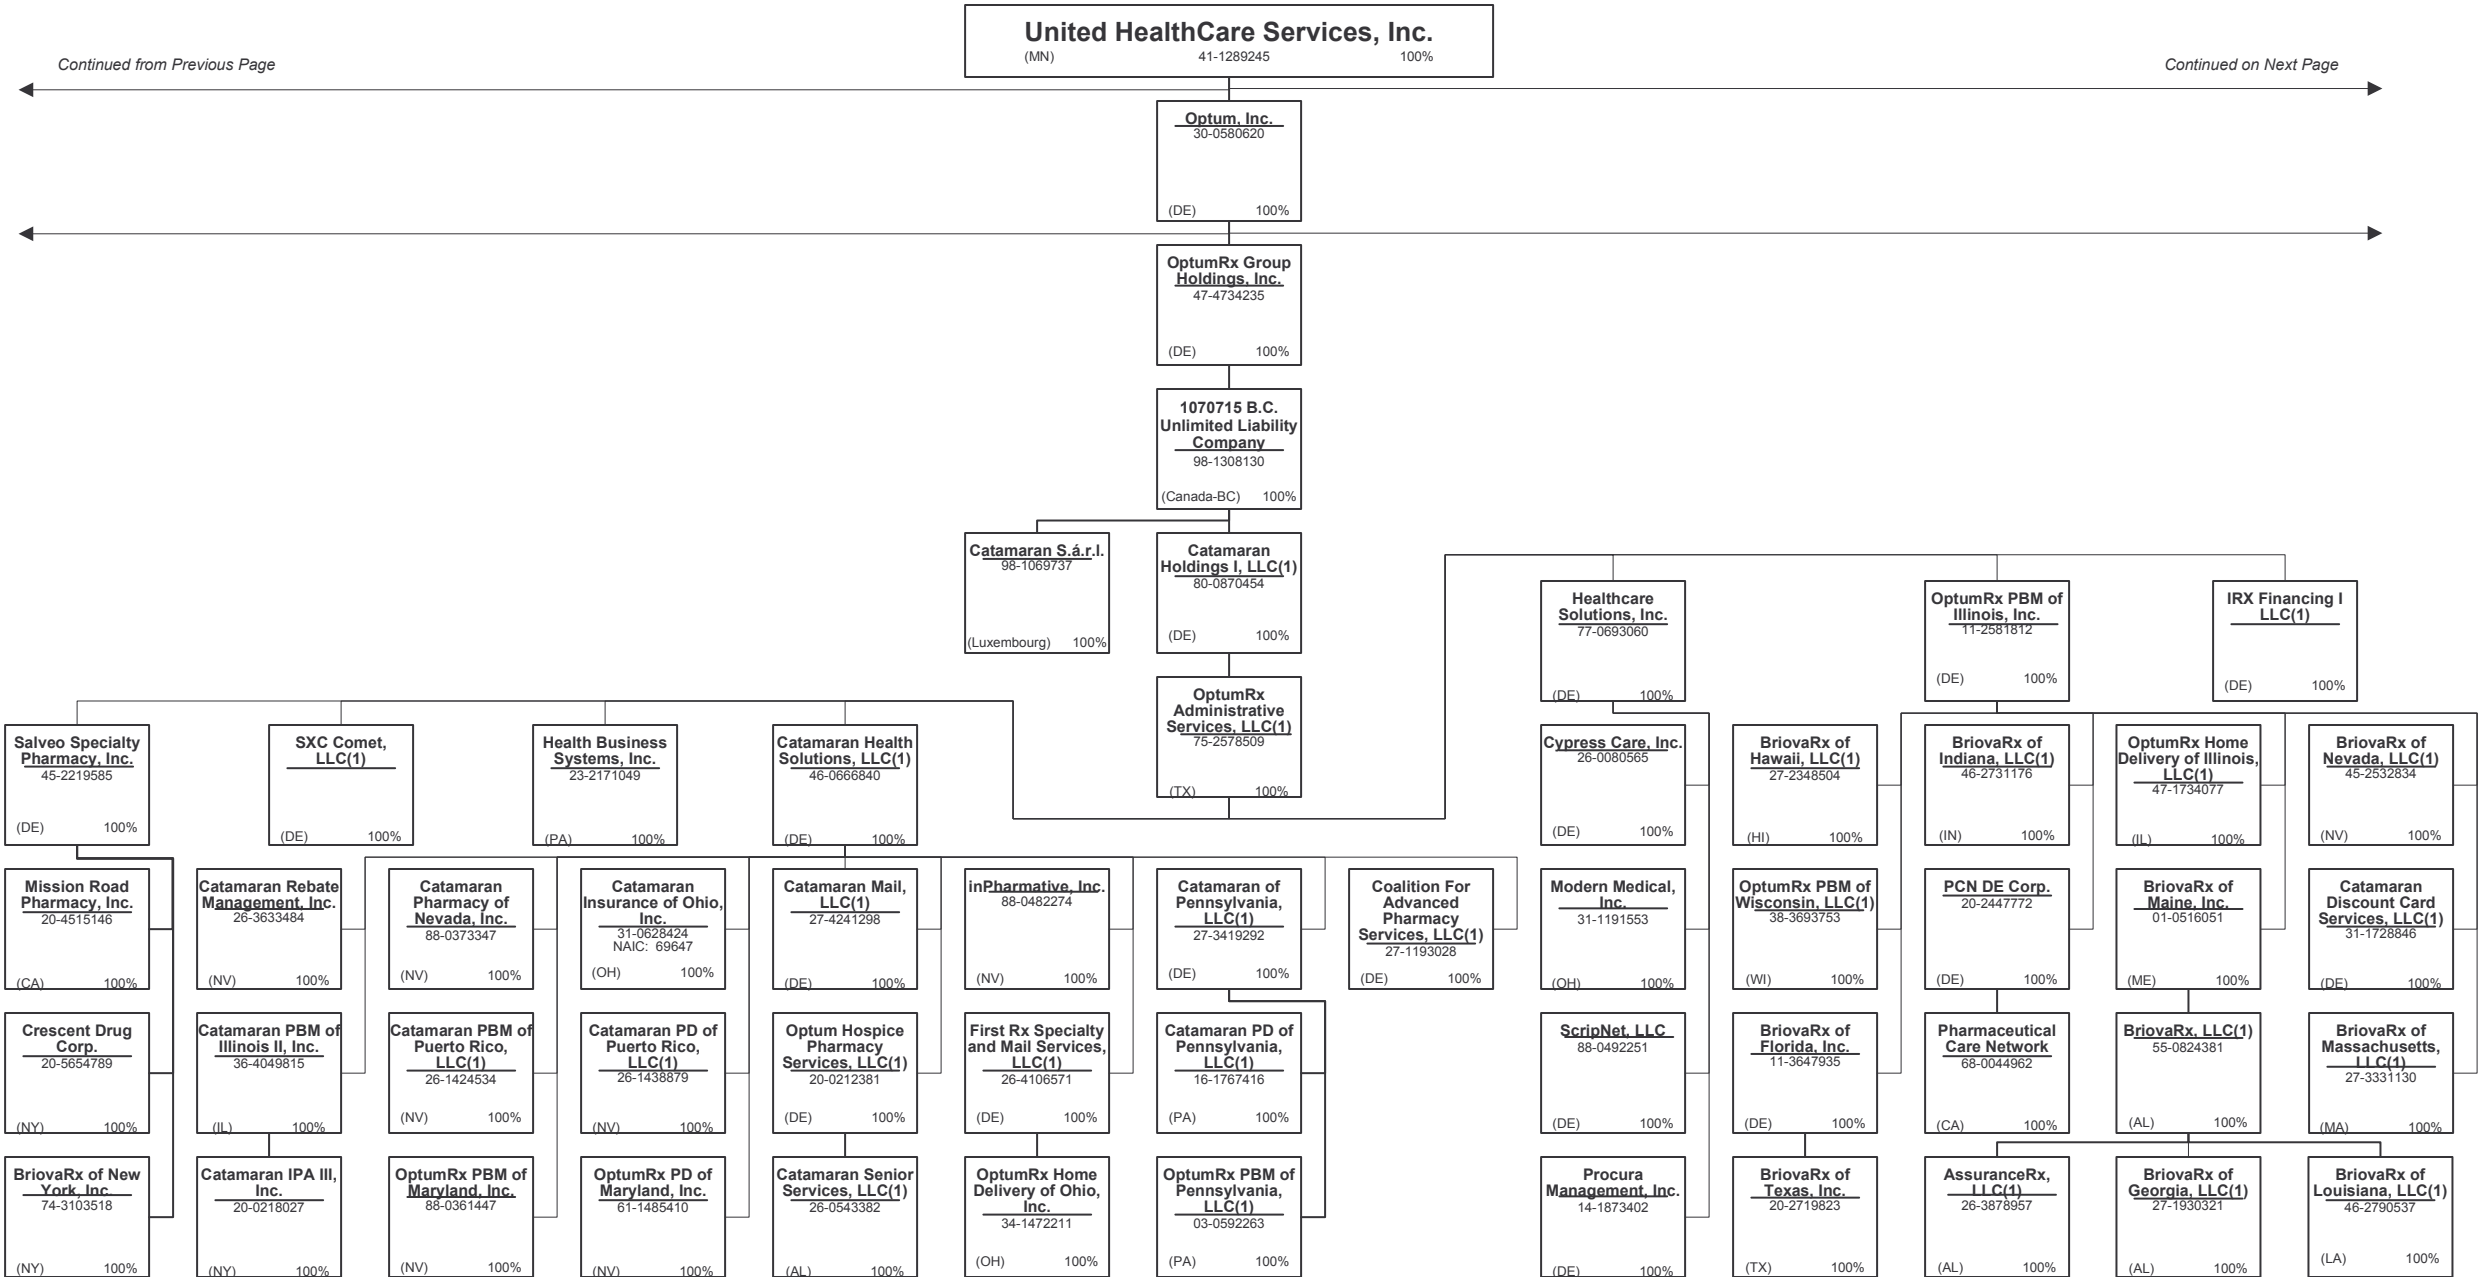 United HealthCare Services, Inc.
(MN) 41-1289245 100%
Continued from Previous Page
Continued on Next Page
Optum, Inc.
30-0580620
(DE) 100%
OptumRx Group
Holdings, Inc.
47-4734235
(DE) 100%
1070715 B.C.
Unlimited Liability
Company
98-1308130
(Canada-BC) 100%
Catamaran S.á.r.l.
98-1069737
(Luxembourg) 100%
Catamaran
Holdings I, LLC(1)
80-0870454
(DE) 100%
Healthcare
Solutions, Inc.
77-0693060
(DE) 100%
OptumRx PBM of
Illinois, Inc.
11-2581812
(DE) 100%
IRX Financing I
LLC(1)
(DE) 100%
OptumRx
Administrative
Services, LLC(1)
75-2578509
(TX) 100%
Salveo Specialty
Pharmacy, Inc.
45-2219585
(DE) 100%
SXC Comet,
LLC(1)
(DE) 100%
Health Business
Systems, Inc.
23-2171049
(PA) 100%
Catamaran Health
Solutions, LLC(1)
46-0666840
(DE) 100%
Cypress Care, Inc.
26-0080565
(DE) 100%
BriovaRx of
Hawaii, LLC(1)
27-2348504
(HI) 100%
BriovaRx of
Indiana, LLC(1)
46-2731176
(IN) 100%
OptumRx Home
Delivery of Illinois,
LLC(1)
47-1734077
(IL) 100%
BriovaRx of
Nevada, LLC(1)
45-2532834
(NV) 100%
Mission Road
Pharmacy, Inc.
20-4515146
(CA) 100%
Catamaran Rebate
Management, Inc.
26-3633484
(NV) 100%
Catamaran
Pharmacy of
Nevada, Inc.
88-0373347
(NV) 100%
Catamaran
Insurance of Ohio,
Inc.
31-0628424
NAIC: 69647
(OH) 100%
Catamaran Mail,
LLC(1)
27-4241298
(DE) 100%
inPharmative, Inc.
88-0482274
(NV) 100%
Catamaran of
Pennsylvania,
LLC(1)
27-3419292
(DE) 100%
Coalition For
Advanced
Pharmacy
Services, LLC(1)
27-1193028
(DE) 100%
Modern Medical,
Inc.
31-1191553
(OH) 100%
OptumRx PBM of
Wisconsin, LLC(1)
38-3693753
(WI) 100%
PCN DE Corp.
20-2447772
(DE) 100%
BriovaRx of
Maine, Inc.
01-0516051
(ME) 100%
Catamaran
Discount Card
Services, LLC(1)
31-1728846
(DE) 100%
Crescent Drug
Corp.
20-5654789
(NY) 100%
Catamaran PBM of
Illinois II, Inc.
36-4049815
(IL) 100%
Catamaran PBM of
Puerto Rico,
LLC(1)
26-1424534
(NV) 100%
Catamaran PD of
Puerto Rico,
LLC(1)
26-1438879
(NV) 100%
Optum Hospice
Pharmacy
Services, LLC(1)
20-0212381
(DE) 100%
First Rx Specialty
and Mail Services,
LLC(1)
26-4106571
(DE) 100%
Catamaran PD of
Pennsylvania,
LLC(1)
16-1767416
(PA) 100%
ScripNet, LLC
88-0492251
(DE) 100%
BriovaRx of
Florida, Inc.
11-3647935
(DE) 100%
Pharmaceutical
Care Network
68-0044962
(CA) 100%
BriovaRx, LLC(1)
55-0824381
(AL) 100%
BriovaRx of
Massachusetts,
LLC(1)
27-3331130
(MA) 100%
BriovaRx of New
York, Inc.
74-3103518
(NY) 100%
Catamaran IPA III,
Inc.
20-0218027
(NY) 100%
OptumRx PBM of
Maryland, Inc.
88-0361447
(NV) 100%
OptumRx PD of
Maryland, Inc.
61-1485410
(NV) 100%
Catamaran Senior
Services, LLC(1)
26-0543382
(AL) 100%
OptumRx Home
Delivery of Ohio,
Inc.
34-1472211
(OH) 100%
OptumRx PBM of
Pennsylvania,
LLC(1)
03-0592263
(PA) 100%
Procura
Management, Inc.
14-1873402
(DE) 100%
BriovaRx of
Texas, Inc.
20-2719823
(TX) 100%
AssuranceRx,
LLC(1)
26-3878957
(AL) 100%
BriovaRx of
Georgia, LLC(1)
27-1930321
(AL) 100%
BriovaRx of
Louisiana, LLC(1)
46-2790537
(LA) 100%